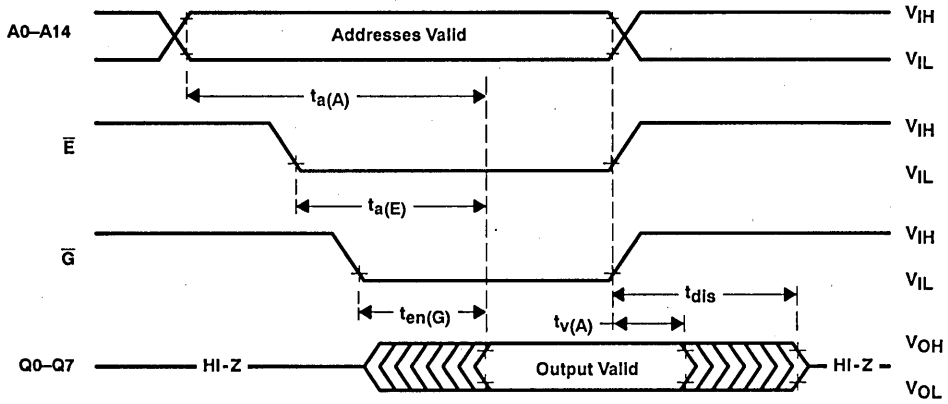 A0–A14 Addresses Valid VIH
VIL
ta(A)
E VIH
VIL
ta(E)
G VIH
VIL
tdis
ten(G) tv(A)
VOH
Q0–Q7 HI-Z Output Valid HI-Z
VOL